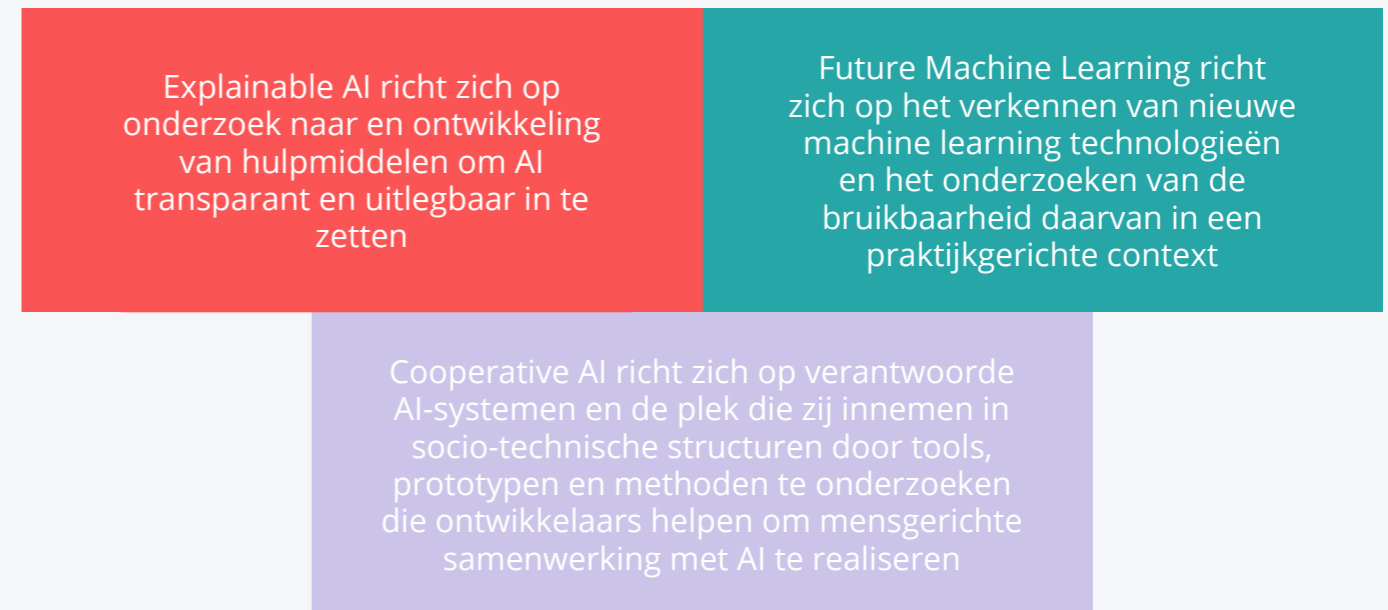 Explainable AI richt zich op
onderzoek naar en ontwikkeling
van hulpmiddelen om AI
transparant en uitlegbaar in te
zetten
Future Machine Learning richt
zich op het verkennen van nieuwe
machine learning technologieën
en het onderzoeken van de
bruikbaarheid daarvan in een
praktijkgerichte context
Cooperative AI richt zich op verantwoorde
AI-systemen en de plek die zij innemen in
socio-technische structuren door tools,
prototypen en methoden te onderzoeken
die ontwikkelaars helpen om mensgerichte
samenwerking met AI te realiseren